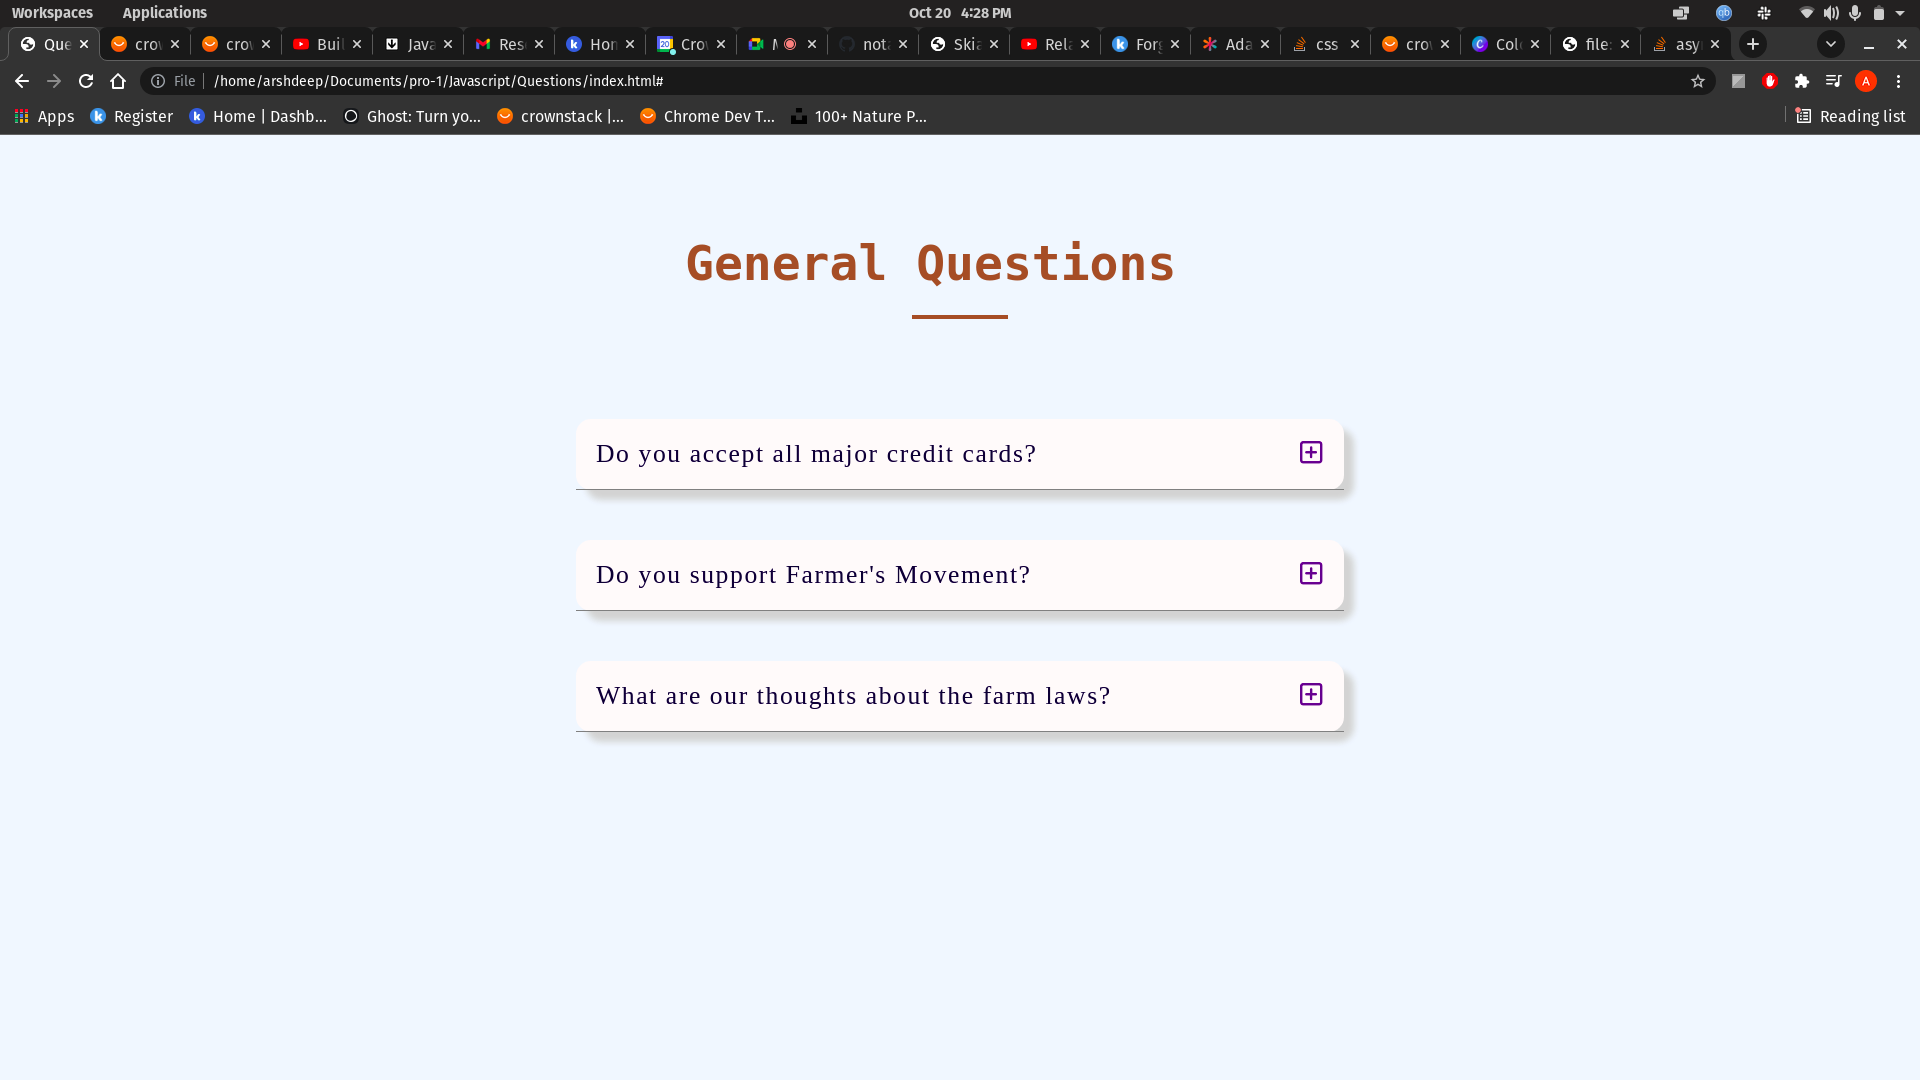 Workspaces Applications Oct 20 4:28 PM
Que crow crow Buil Java Res Hon 20 Crow M nota Skia Rela Forg Ada css crow Colo file: asyn
File /home/arshdeep/Documents/pro-1/Javascript/Questions/index.html# A
Apps Register Home | Dashb... Ghost: Turn yo... crownstack |... Chrome Dev T... 100+ Nature P... Reading list
General Questions
Do you accept all major credit cards?
Do you support Farmer's Movement?
What are our thoughts about the farm laws?